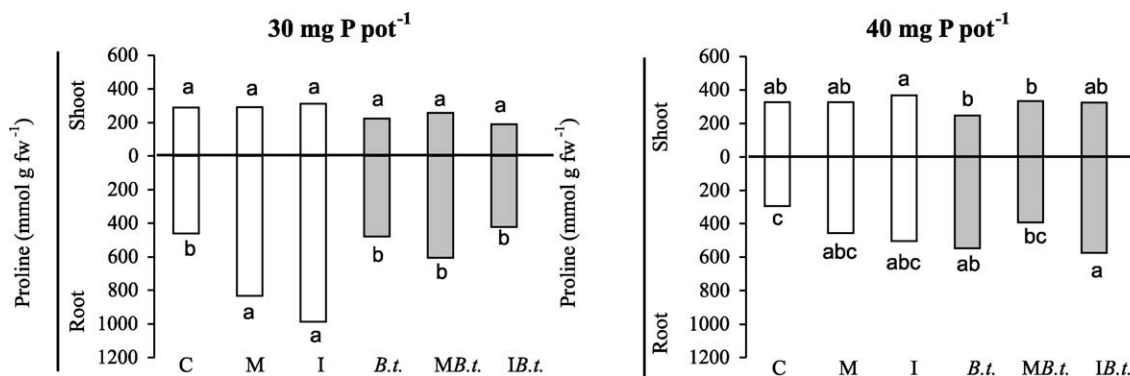 30 mg P pot-1
40 mg P pot-1
Proline (mmol g fw -1)
Root Shoot
600
400
200
0
200
400
600
800
1000
1200
a a a a a a
b a a b b b
C M I B.t. MB.t. IB.t.
Proline (mmol g fw -1)
Root Shoot
600
400
200
0
200
400
600
800
1000
1200
ab ab a b b ab
c abc abc ab bc a
C M I B.t. MB.t. IB.t.